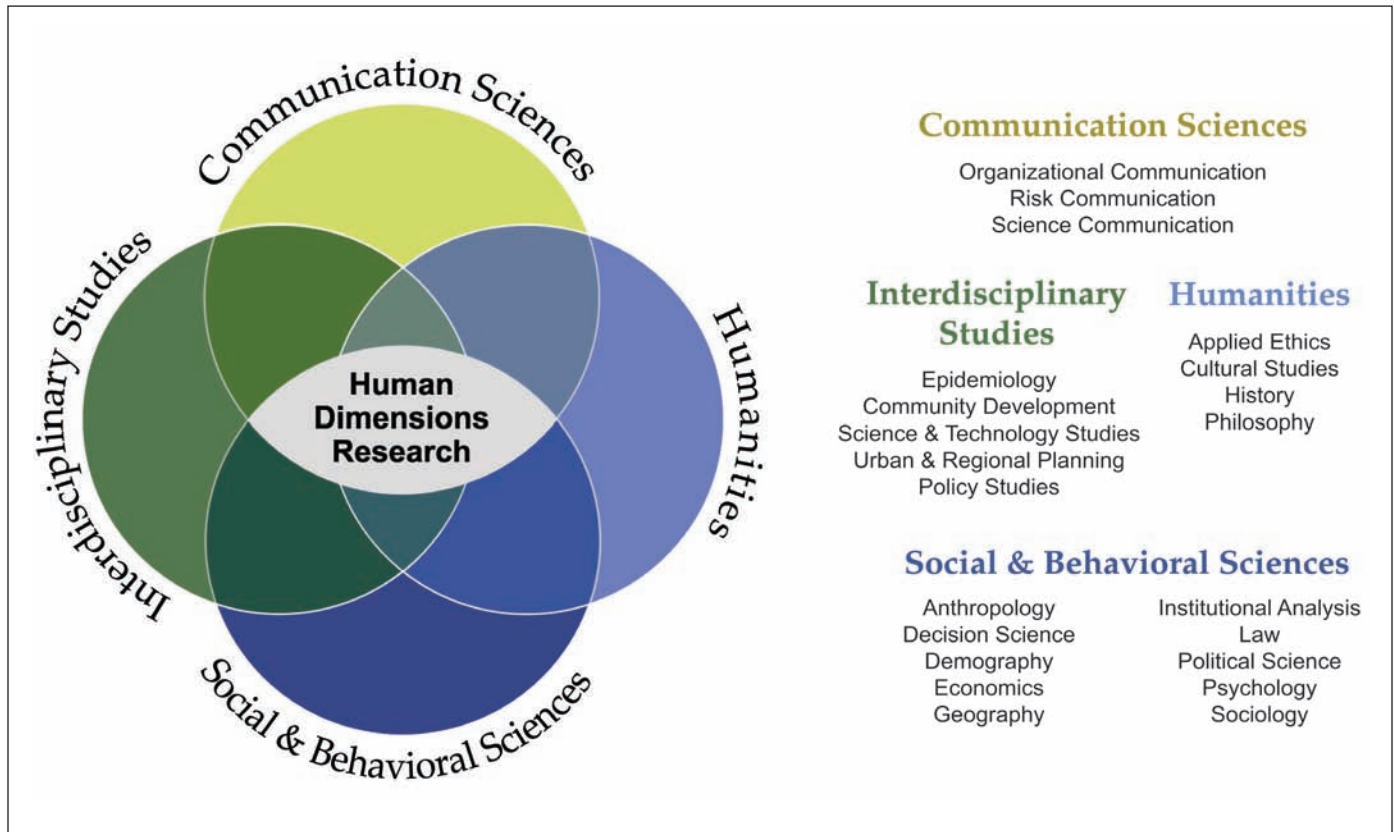 Communication Sciences
Interdisciplinary Studies
Humanities
Social & Behavioral Sciences
Human
Dimensions
Research
Communication Sciences
Organizational Communication
Risk Communication
Science Communication
Interdisciplinary
Studies
Epidemiology
Community Development
Science & Technology Studies
Urban & Regional Planning
Policy Studies
Humanities
Applied Ethics
Cultural Studies
History
Philosophy
Social & Behavioral Sciences
Anthropology
Decision Science
Demography
Economics
Geography
Institutional Analysis
Law
Political Science
Psychology
Sociology